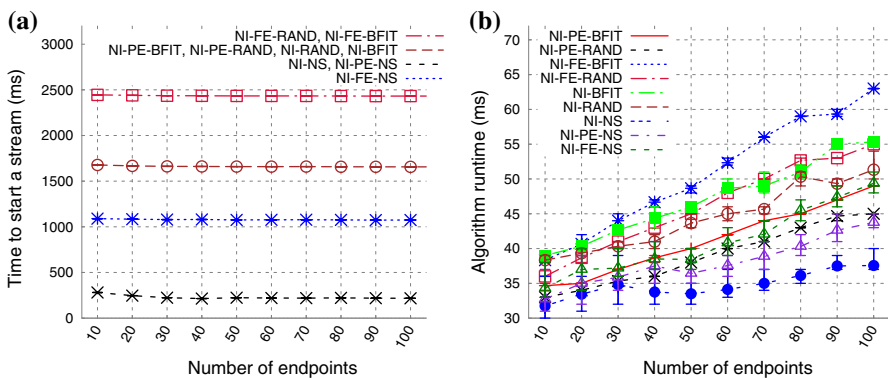 (a)
3000
2500
2000
1500
1000
500
0
Time to start a stream (ms)
NI-FE-RAND, NI-FE-BFIT
NI-PE-BFIT, NI-PE-RAND, NI-RAND, NI-BFIT
NI-NS, NI-PE-NS
NI-FE-NS
10
20
30
40
50
60
70
80
90
100
Number of endpoints
(b)
70
65
60
55
50
45
40
35
30
Algorithm runtime (ms)
NI-PE-BFIT
NI-PE-RAND
NI-FE-BFIT
NI-FE-RAND
NI-BFIT
NI-RAND
NI-NS
NI-PE-NS
NI-FE-NS
10
20
30
40
50
60
70
80
90
100
Number of endpoints